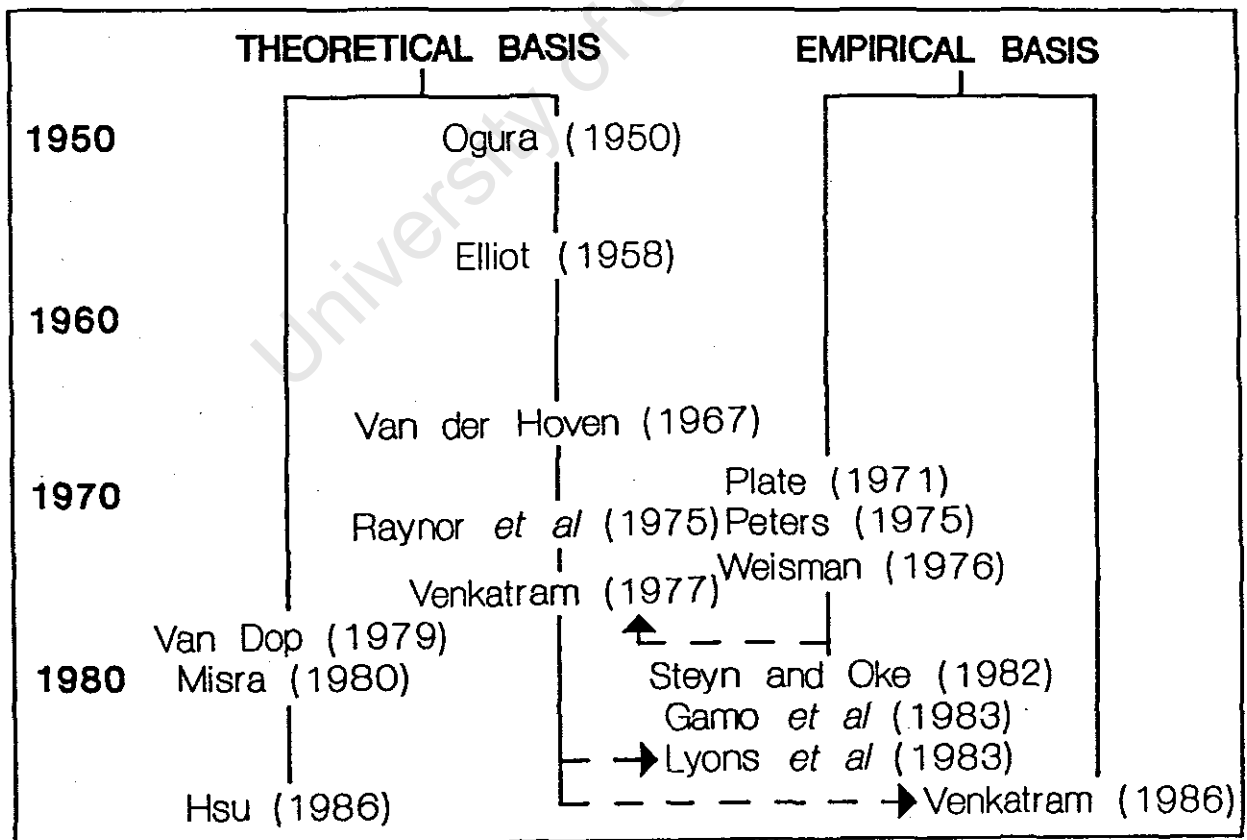 University of
THEORETICAL BASIS EMPIRICAL BASIS
1950 Ogura (1950)
Elliot (1958)
1960
Van der Hoven (1967)
Plate (1971)
1970
Raynor et al (1975) Peters (1975)
Weisman (1976)
Venkatram (1977)
Van Dop (1979)
1980 Misra (1980) Steyn and Oke (1982)
Gamo et al (1983)
Lyons et al (1983)
Hsu (1986) Venkatram (1986)